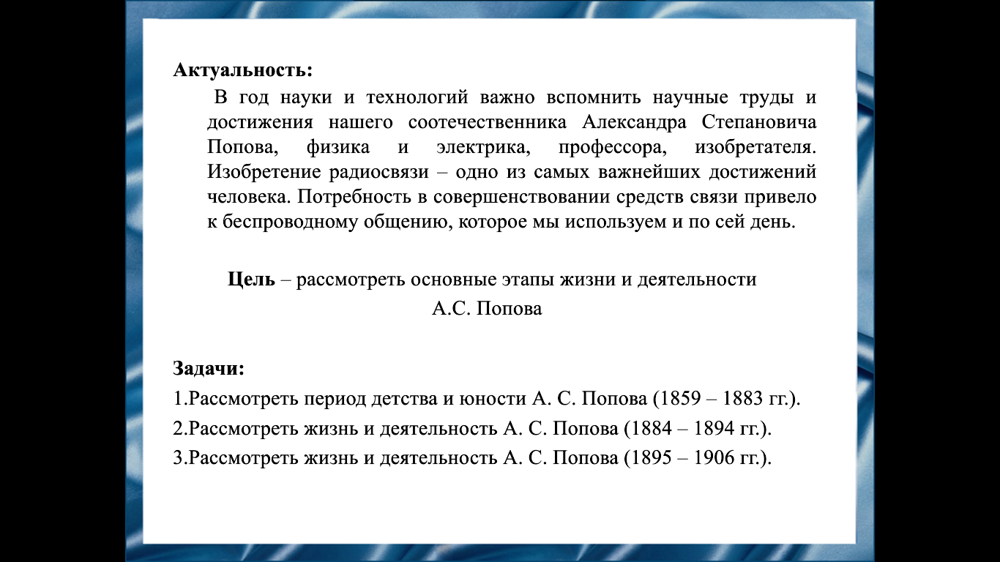 Актуальность:
В год науки и технологий важно вспомнить научные труды и
достижения нашего соотечественника Александра Степановича
Попова, физика и электрика, профессора, изобретателя.
Изобретение радиосвязи – одно из самых важнейших достижений
человека. Потребность в совершенствовании средств связи привело
к беспроводному общению, которое мы используем и по сей день.
Цель – рассмотреть основные этапы жизни и деятельности
А.С. Попова
Задачи:
1.Рассмотреть период детства и юности А. С. Попова (1859 – 1883 гг.).
2.Рассмотреть жизнь и деятельность А. С. Попова (1884 – 1894 гг.).
3.Рассмотреть жизнь и деятельность А. С. Попова (1895 – 1906 гг.).